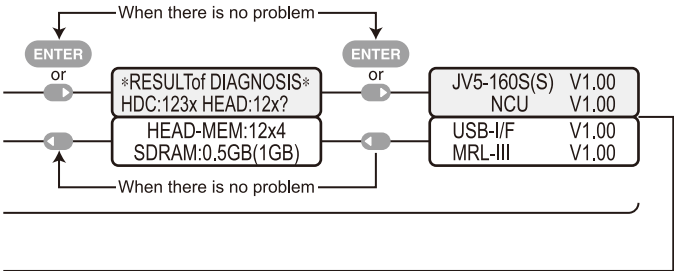 When there is no problem
ENTER
ENTER
or
or
*RESULTof DIAGNOSIS*
HDC:123x HEAD:12x?
HEAD-MEM:12x4
SDRAM:0.5GB(1GB)
JV5-160S(S) V1.00
NCU V1.00
USB-I/F V1.00
MRL-III V1.00
When there is no problem